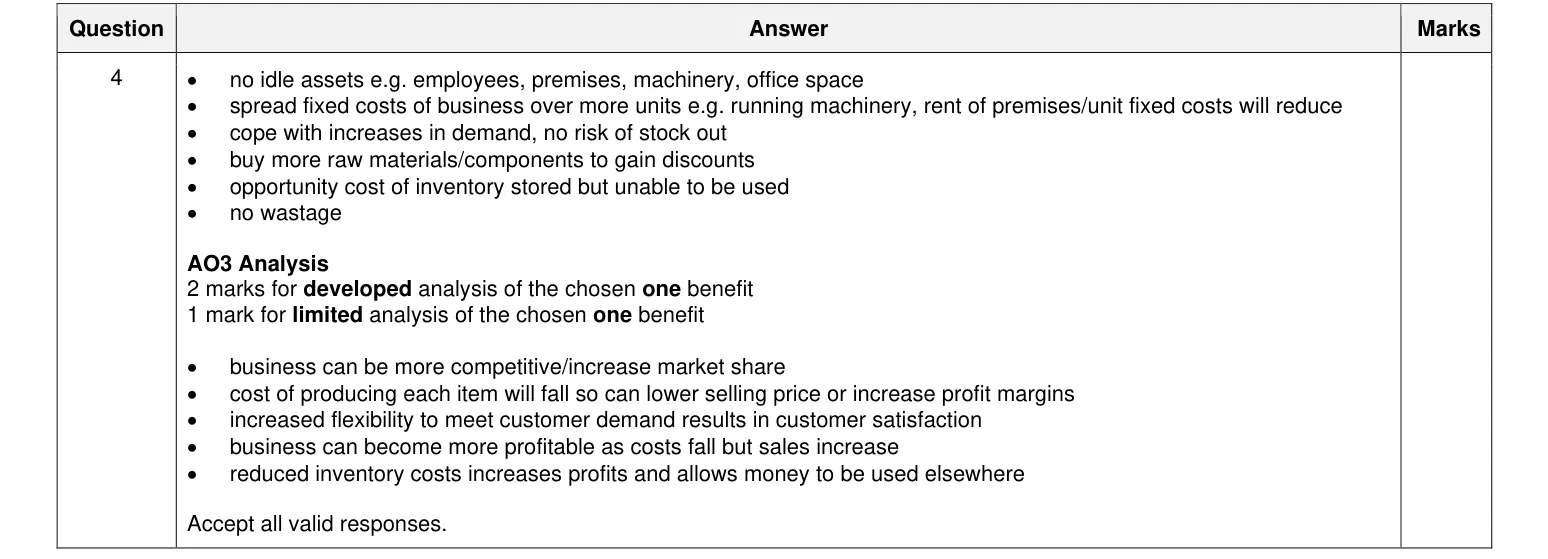 Question Answer Marks
4
• no idle assets e.g. employees, premises, machinery, office space
• spread fixed costs of business over more units e.g. running machinery, rent of premises/unit fixed costs will reduce
• cope with increases in demand, no risk of stock out
• buy more raw materials/components to gain discounts
• opportunity cost of inventory stored but unable to be used
• no wastage
AO3 Analysis
2 marks for developed analysis of the chosen one benefit
1 mark for limited analysis of the chosen one benefit
• business can be more competitive/increase market share
• cost of producing each item will fall so can lower selling price or increase profit margins
• increased flexibility to meet customer demand results in customer satisfaction
• business can become more profitable as costs fall but sales increase
• reduced inventory costs increases profits and allows money to be used elsewhere
Accept all valid responses.